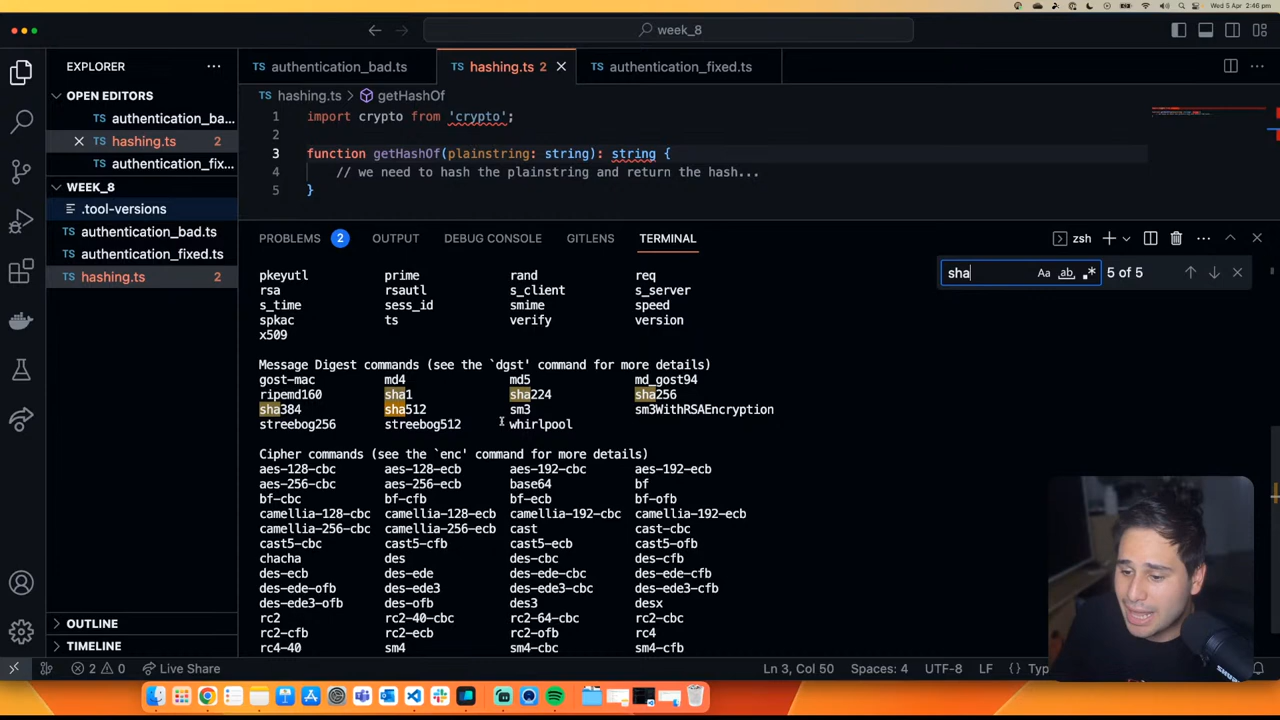 Wed 5 Apr 2:46 pm
week_8
EXPLORER
authentication_bad.ts
hashing.ts 2
authentication_fixed.ts
OPEN EDITORS
hashing.ts > getHashOf
authentication_ba...
1 import crypto from 'crypto';
hashing.ts 2
2
authentication_fix...
3 function getHashOf(plainstring: string): string {
4 // we need to hash the plainstring and return the hash...
WEEK_8
5 }
.tool-versions
authentication_bad.ts
authentication_fixed.ts
hashing.ts 2
PROBLEMS 2 OUTPUT DEBUG CONSOLE GITLENS TERMINAL zsh
sha Aa ab 5 of 5
pkeyutl prime rand req
rsa rsautl s_client s_server
s_time sess_id smime speed
spkac ts verify version
x509
Message Digest commands (see the `dgst' command for more details)
gost-mac md4 md5 md_gost94
ripemd160 sha1 sha224 sha256
sha384 sha512 sm3 sm3WithRSAEncryption
streebog256 streebog512 whirlpool
Cipher commands (see the `enc' command for more details)
aes-128-cbc aes-128-ecb aes-192-cbc aes-192-ecb
aes-256-cbc aes-256-ecb base64 bf
bf-cbc bf-cfb bf-ecb bf-ofb
camellia-128-cbc camellia-128-ecb camellia-192-cbc camellia-192-ecb
camellia-256-cbc camellia-256-ecb cast cast-cbc
cast5-cbc cast5-cfb cast5-ecb cast5-ofb
chacha des des-cbc des-cfb
des-ecb des-ede des-ede-cbc des-ede-cfb
des-ede-ofb des-ede3 des-ede3-cbc des-ede3-cfb
des-ede3-ofb des-ofb des3 desx
rc2 rc2-40-cbc rc2-64-cbc rc2-cbc
rc2-cfb rc2-ecb rc2-ofb rc4
rc4-40 sm4 sm4-cbc sm4-cfb
OUTLINE
TIMELINE
2 0 Live Share Ln 3, Col 50 Spaces: 4 UTF-8 LF {}